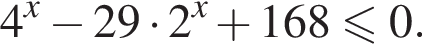 4^x − 29 · 2^x + 168 ⩽ 0.